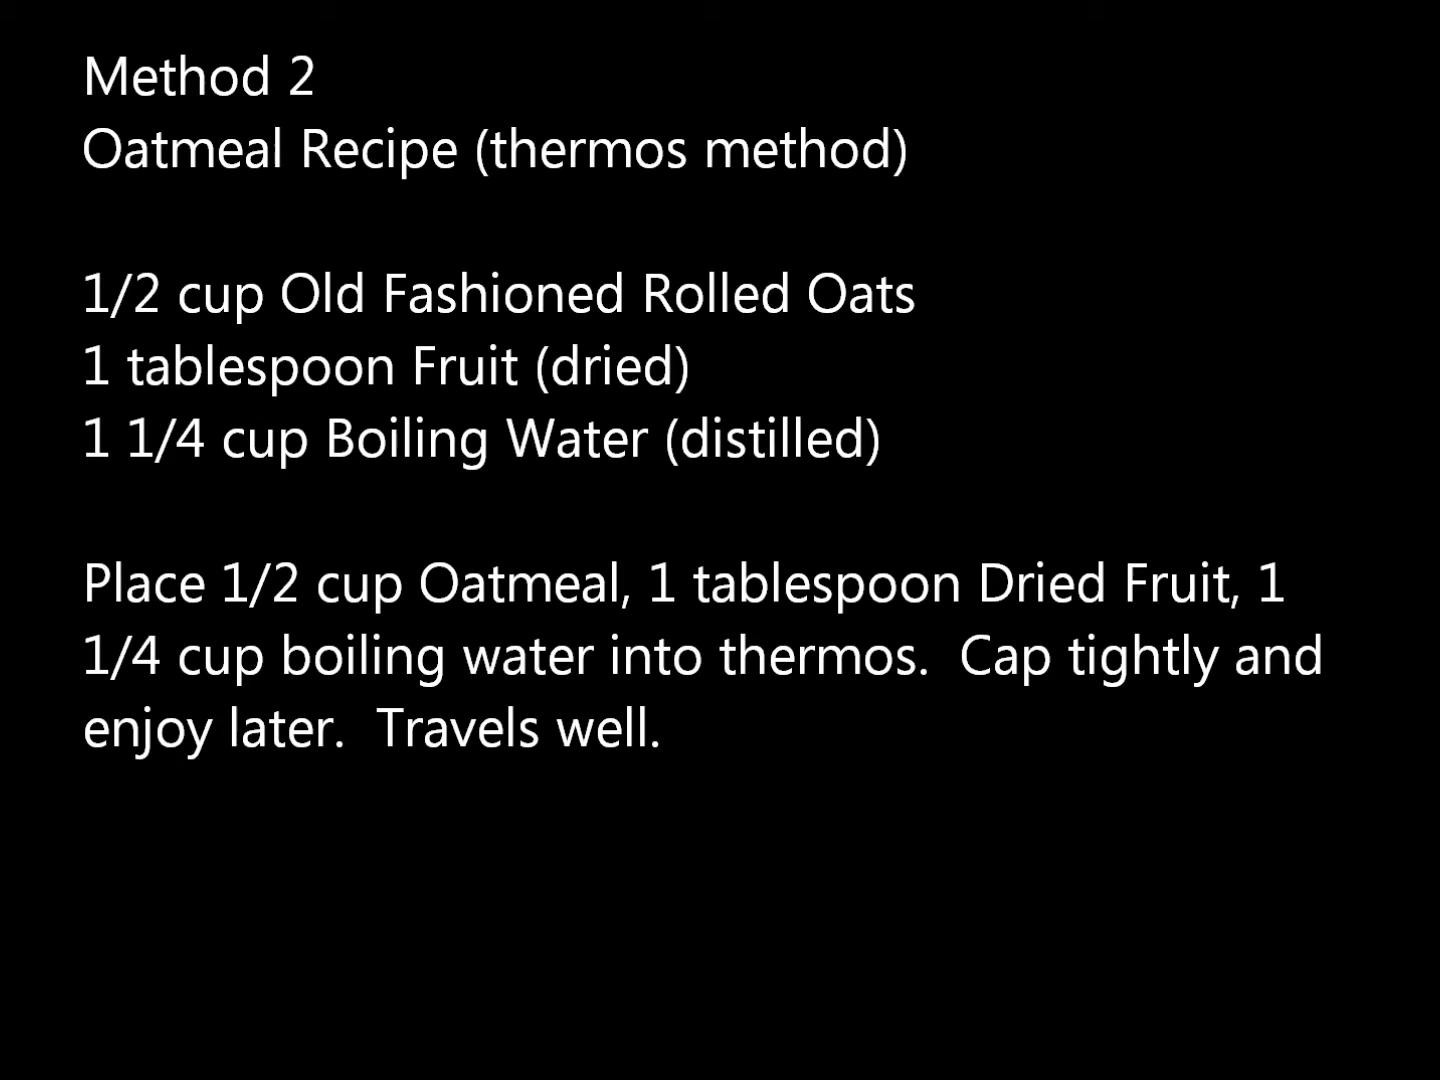 Method 2
Oatmeal Recipe (thermos method)
1/2 cup Old Fashioned Rolled Oats
1 tablespoon Fruit (dried)
1 1/4 cup Boiling Water (distilled)
Place 1/2 cup Oatmeal, 1 tablespoon Dried Fruit, 1
1/4 cup boiling water into thermos.  Cap tightly and
enjoy later.  Travels well.